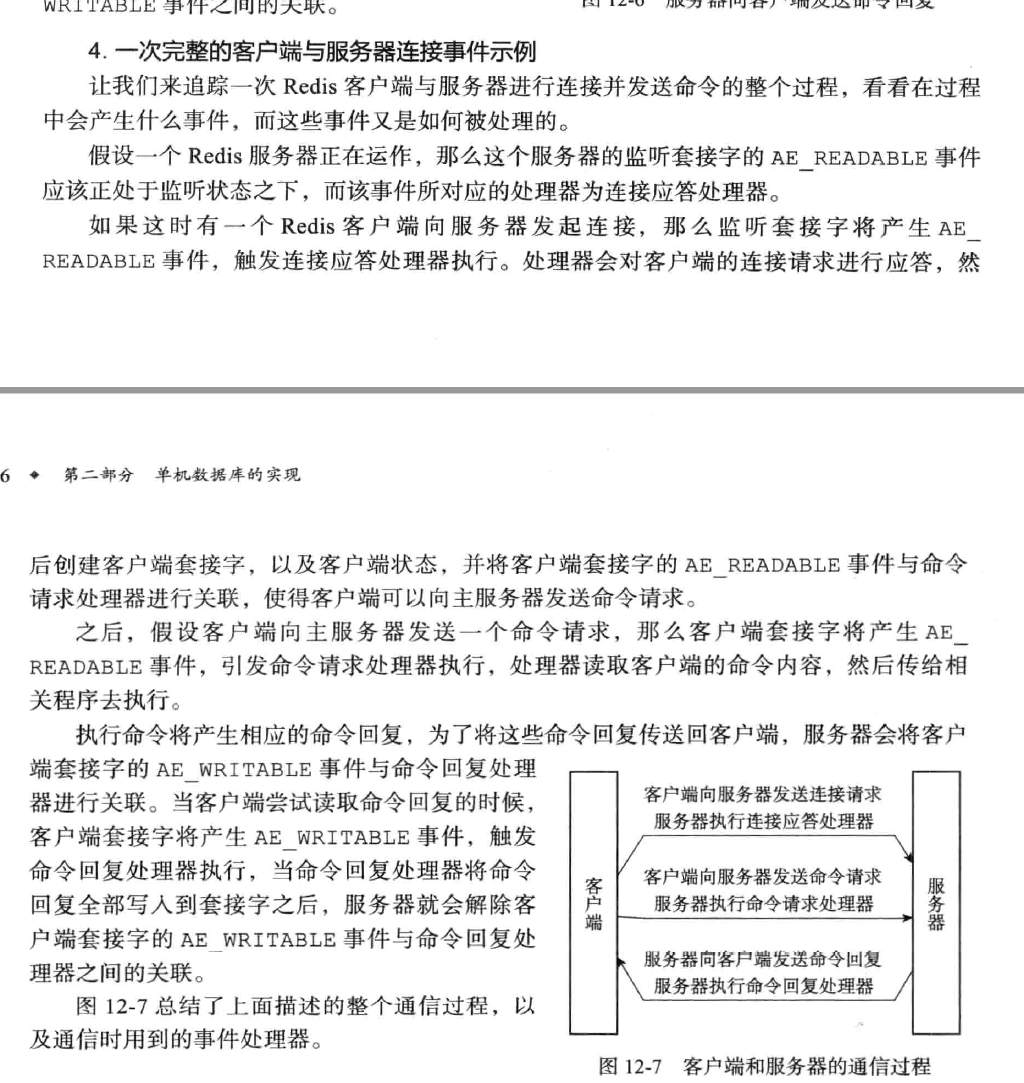 WRITABLE 事件之间的关联。
图 12-6 服务器向客户端发送命令回复
4. 一次完整的客户端与服务器连接事件示例
让我们来追踪一次 Redis 客户端与服务器进行连接并发送命令的整个过程，看看在过程
中会产生什么事件，而这些事件又是如何被处理的。
假设一个 Redis 服务器正在运作，那么这个服务器的监听套接字的 AE_READABLE 事件
应该正处于监听状态之下，而该事件所对应的处理器为连接应答处理器。
如果这时有一个 Redis 客户端向服务器发起连接，那么监听套接字将产生 AE_
READABLE 事件，触发连接应答处理器执行。处理器会对客户端的连接请求进行应答，然
6 ◆ 第二部分 单机数据库的实现
后创建客户端套接字，以及客户端状态，并将客户端套接字的 AE_READABLE 事件与命令
请求处理器进行关联，使得客户端可以向主服务器发送命令请求。
之后，假设客户端向主服务器发送一个命令请求，那么客户端套接字将产生 AE_
READABLE 事件，引发命令请求处理器执行，处理器读取客户端的命令内容，然后传给相
关程序去执行。
执行命令将产生相应的命令回复，为了将这些命令回复传送回客户端，服务器会将客户
端套接字的 AE_WRITABLE 事件与命令回复处理
器进行关联。当客户端尝试读取命令回复的时候，
客户端套接字将产生 AE_WRITABLE 事件，触发
命令回复处理器执行，当命令回复处理器将命令
回复全部写入到套接字之后，服务器就会解除客
户端套接字的 AE_WRITABLE 事件与命令回复处
理器之间的关联。
图 12-7 总结了上面描述的整个通信过程，以
及通信时用到的事件处理器。
客户端
客户端向服务器发送连接请求
服务器执行连接应答处理器
客户端向服务器发送命令请求
服务器执行命令请求处理器
服务器向客户端发送命令回复
服务器执行命令回复处理器
服务器
图 12-7 客户端和服务器的通信过程